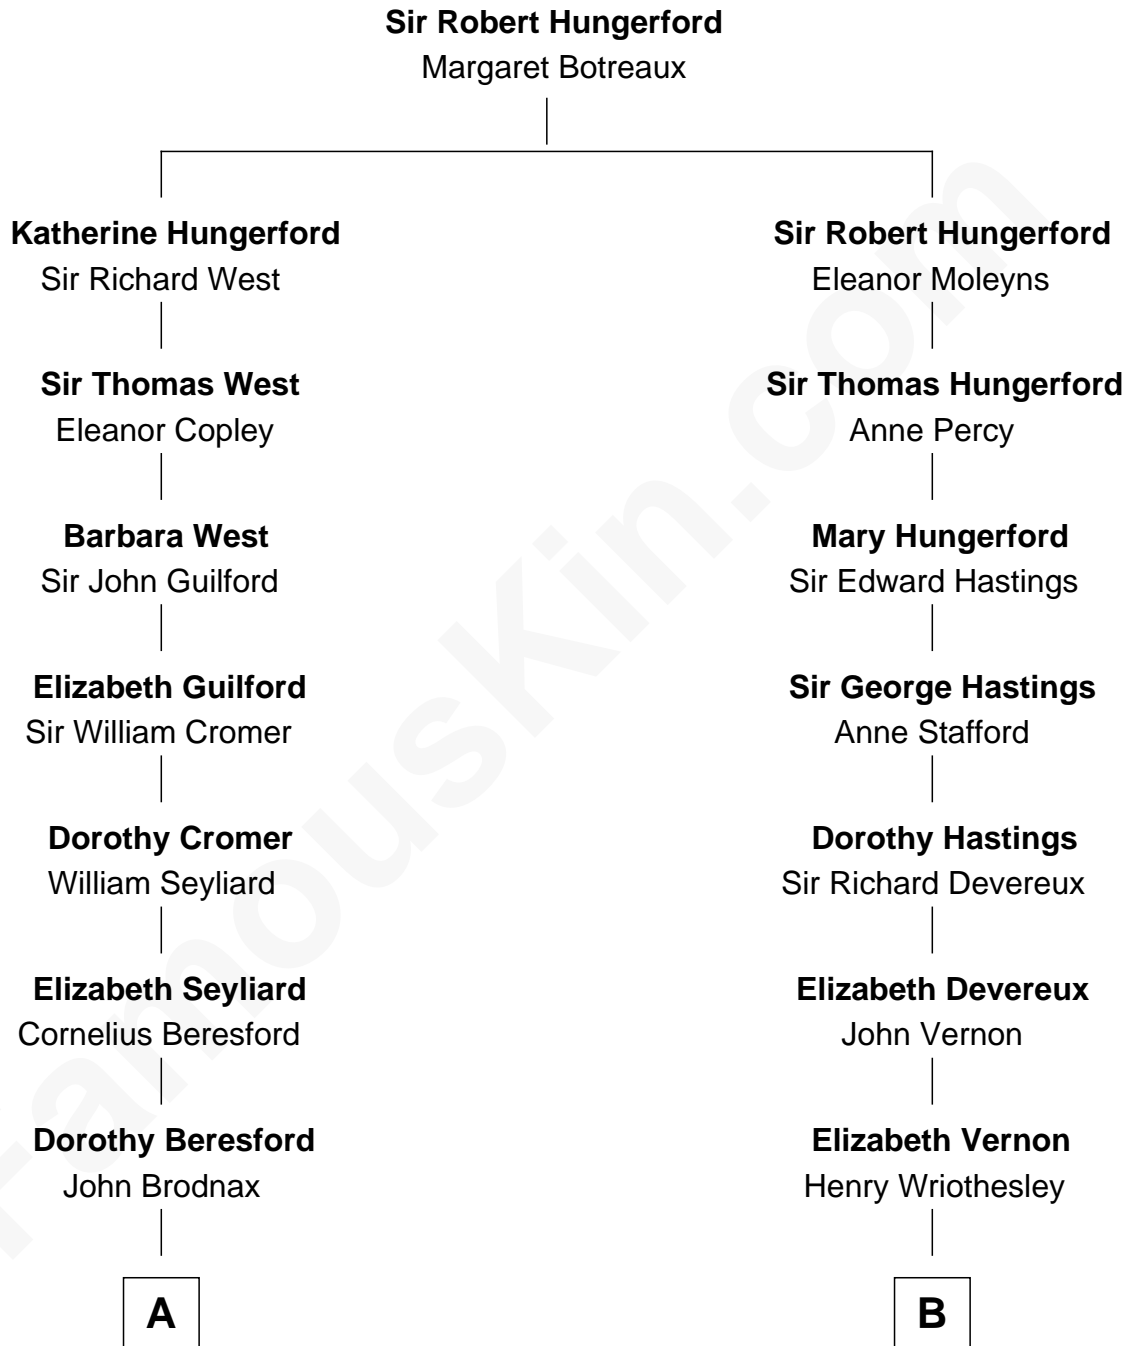 Sir Robert Hungerford
Margaret Botreaux
Katherine Hungerford
Sir Richard West
Sir Robert Hungerford
Eleanor Moleyns
Sir Thomas West
Eleanor Copley
Sir Thomas Hungerford
Anne Percy
Barbara West
Sir John Guilford
Mary Hungerford
Sir Edward Hastings
Elizabeth Guilford
Sir William Cromer
Sir George Hastings
Anne Stafford
Dorothy Cromer
William Seyliard
Dorothy Hastings
Sir Richard Devereux
Elizabeth Seyliard
Cornelius Beresford
Elizabeth Devereux
John Vernon
Dorothy Beresford
John Brodnax
Elizabeth Vernon
Henry Wriothesley
A
B
FamousKin.com